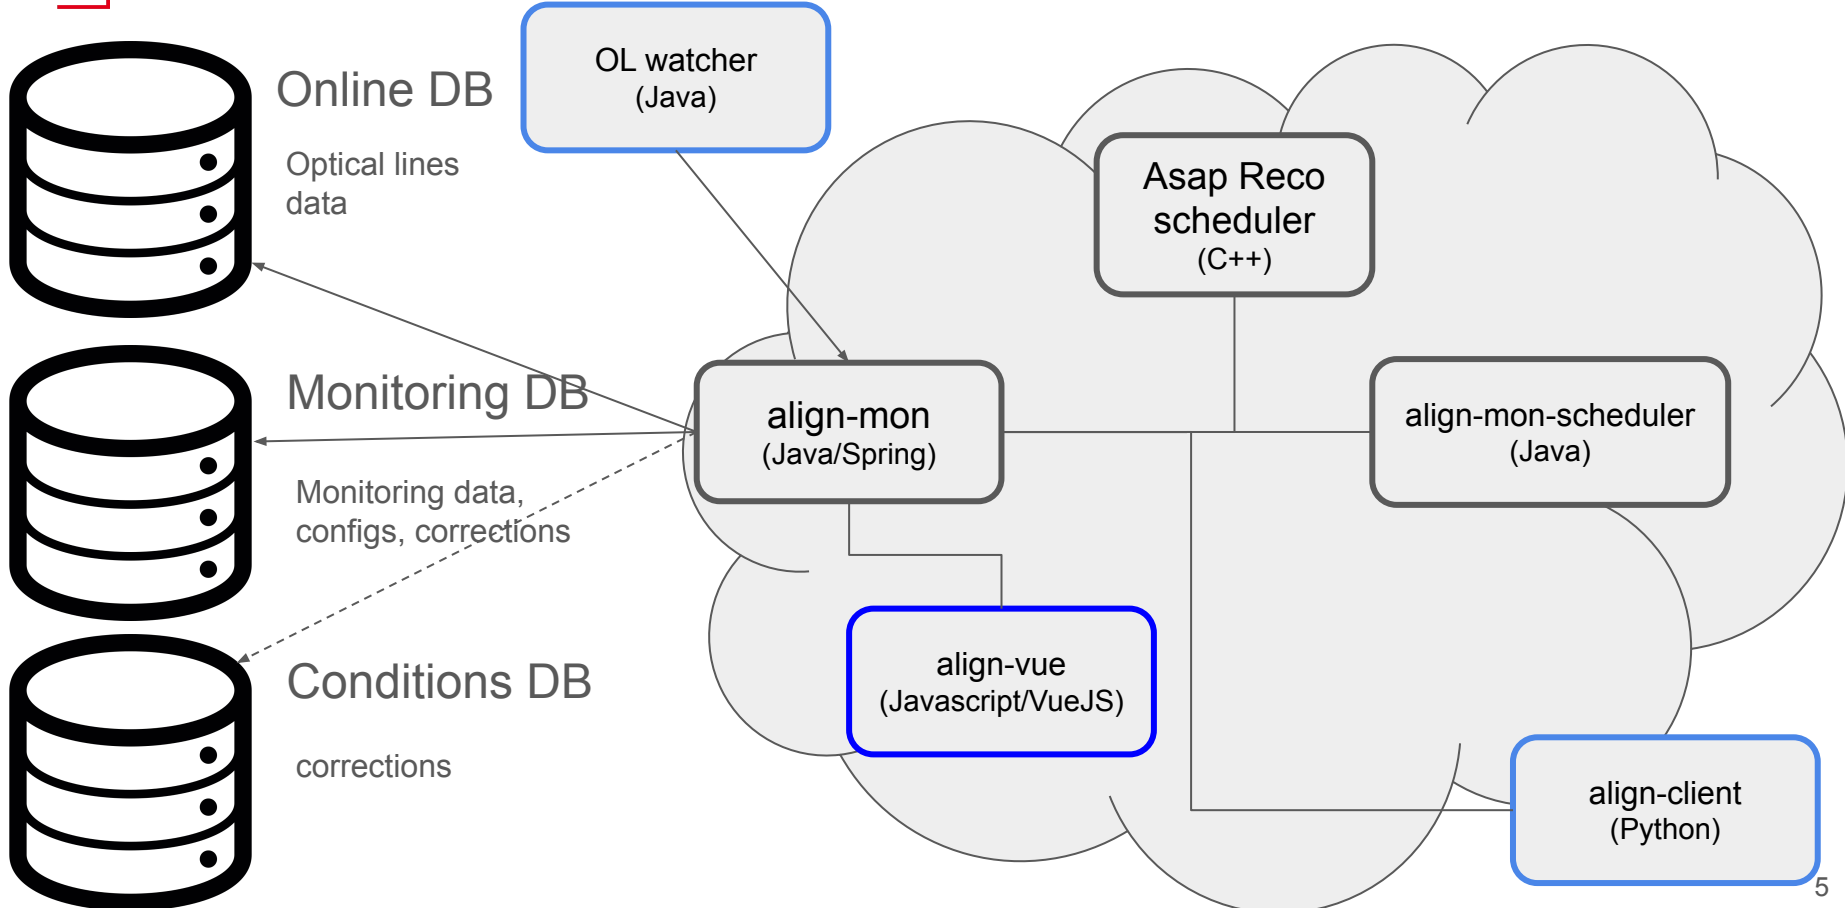 OL watcher
(Java)
Online DB
Optical lines
data
Asap Reco
scheduler
(C++)
Monitoring DB
Monitoring data,
configs, corrections
align-mon
(Java/Spring)
align-mon-scheduler
(Java)
Conditions DB
corrections
align-vue
(Javascript/VueJS)
align-client
(Python)
5